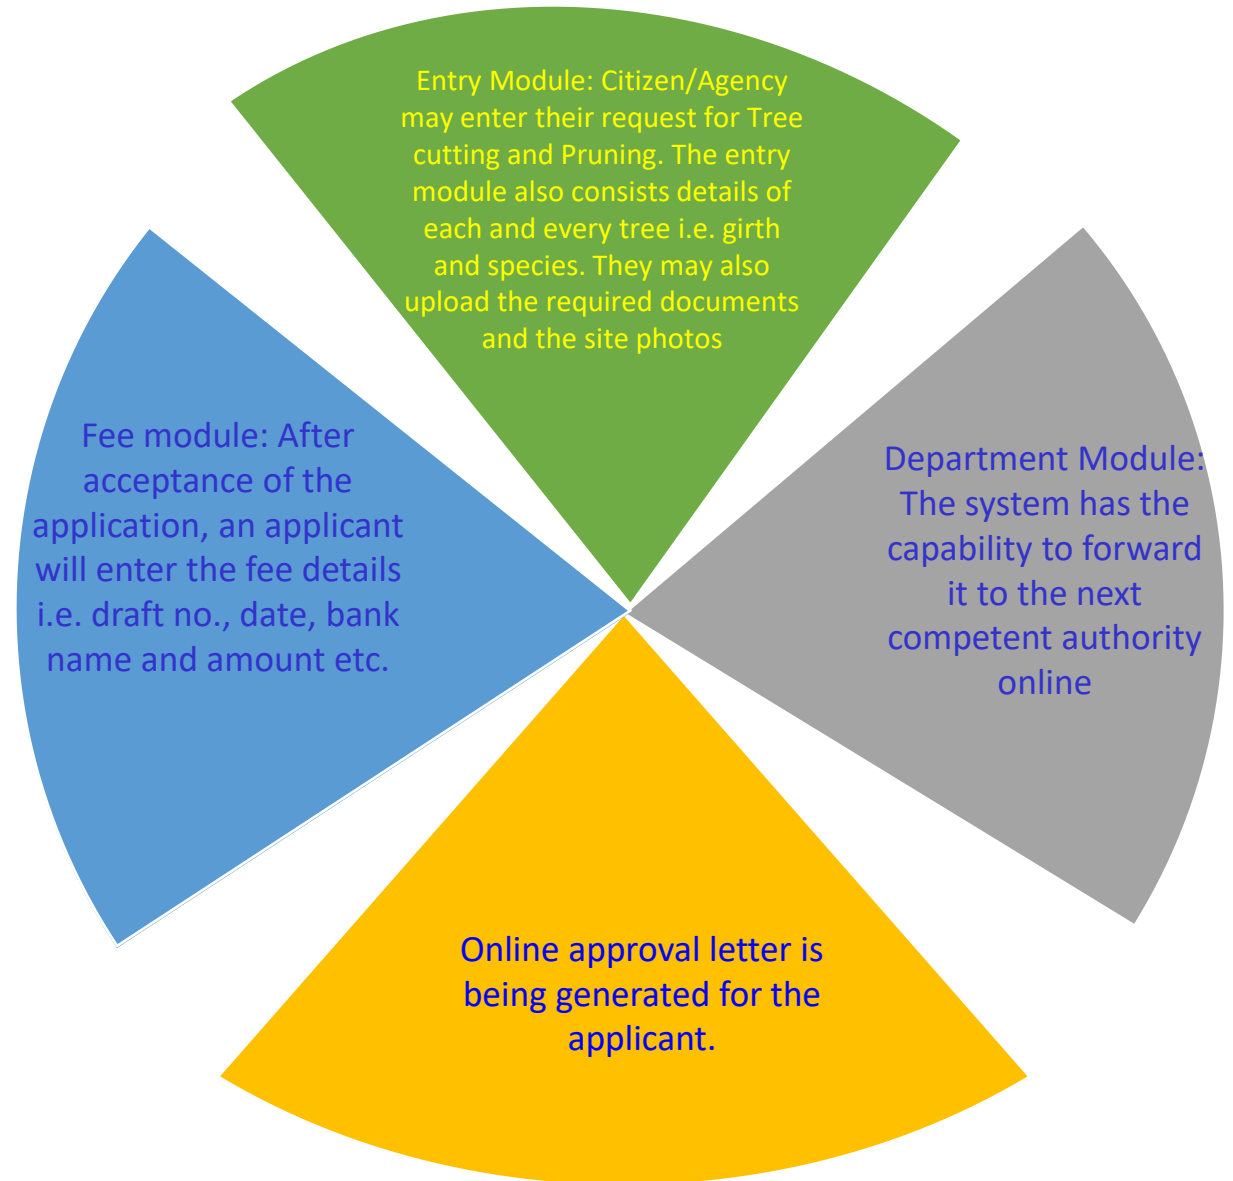 Entry Module: Citizen/Agency
may enter their request for Tree
cutting and Pruning. The entry
module also consists details of
each and every tree i.e. girth
and species. They may also
upload the required documents
and the site photos
Fee module: After
acceptance of the
application, an applicant
will enter the fee details
i.e. draft no., date, bank
name and amount etc.
Department Module:
The system has the
capability to forward
it to the next
competent authority
online
Online approval letter is
being generated for the
applicant.